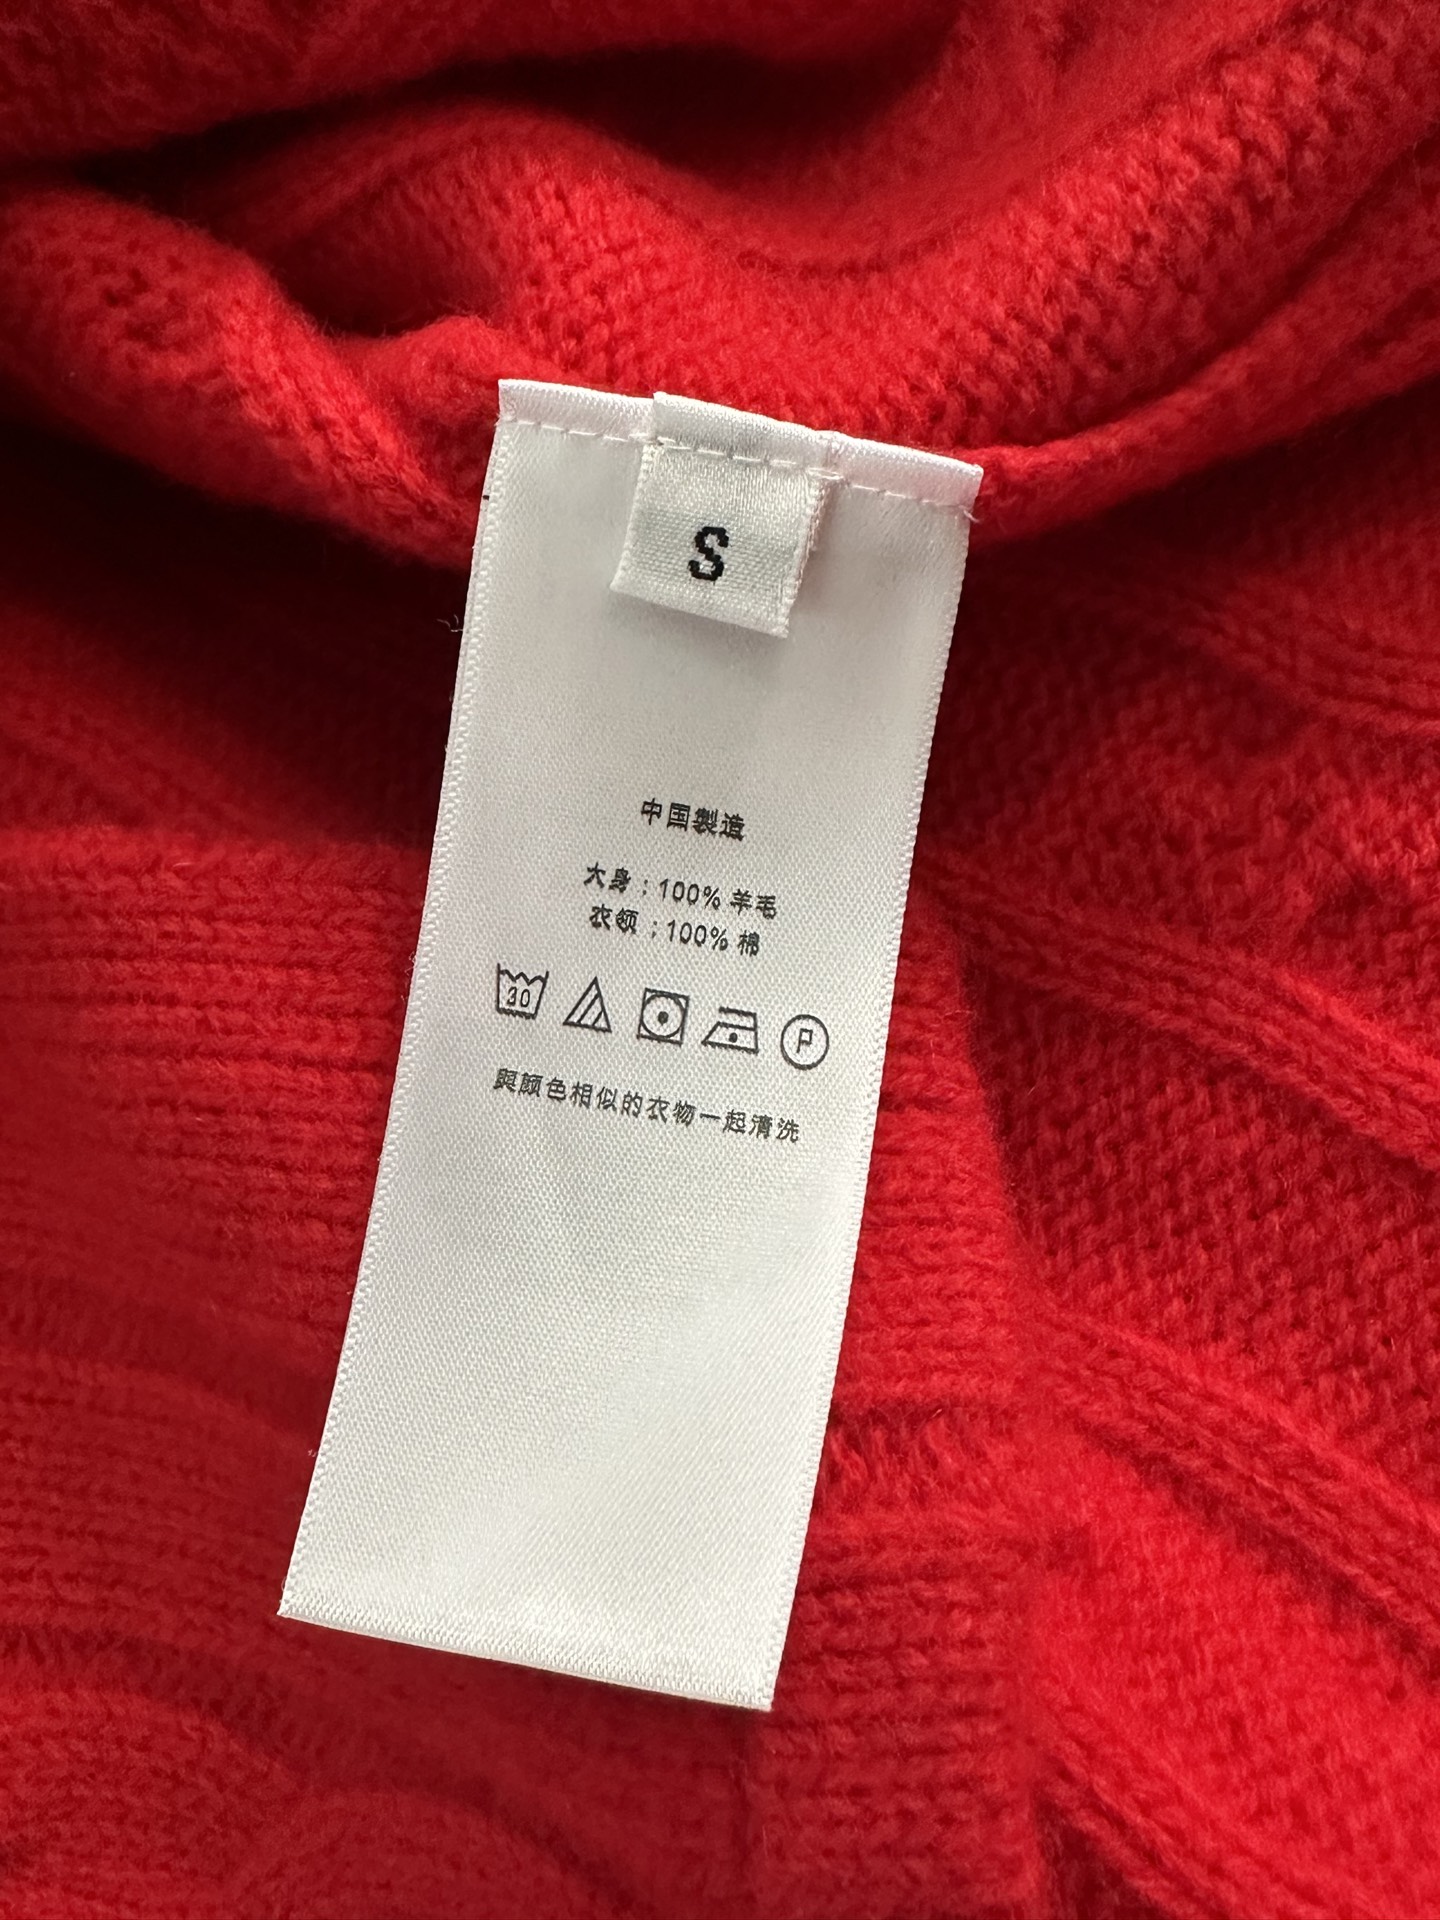 S
中国製造
大身：100% 羊毛
衣领：100% 棉
30
P
與颜色相似的衣物一起清洗